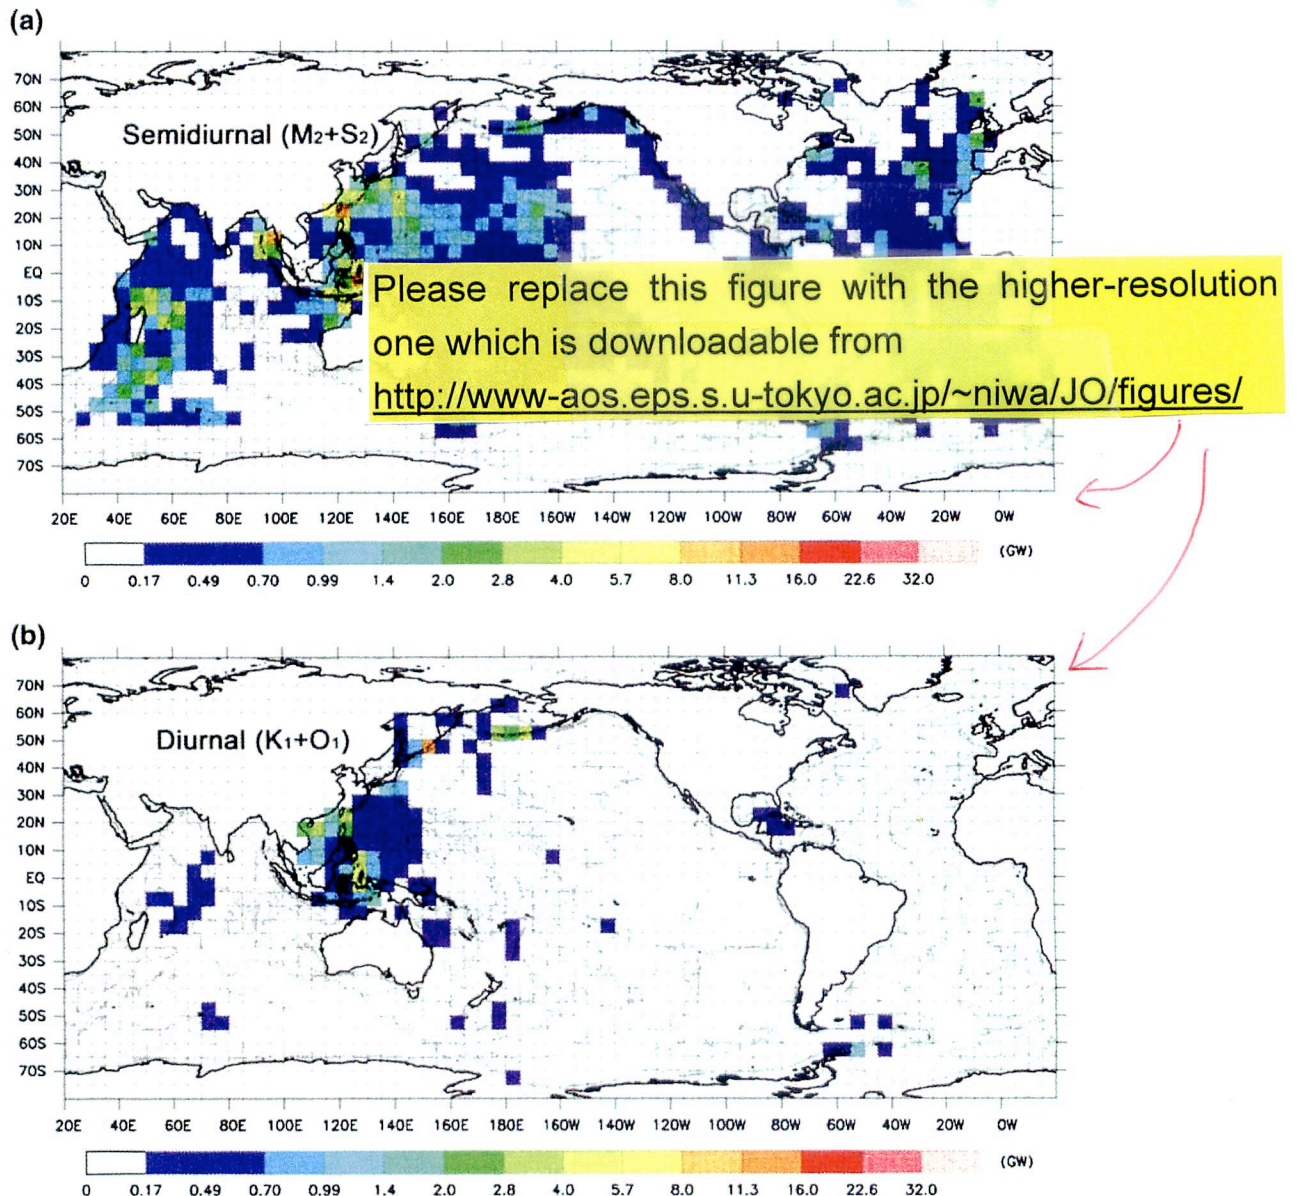 (a)
70N
60N
50N
40N
30N
20N
10N
EQ
10S
20S
30S
40S
50S
60S
70S
Semidiurnal (M₂+S₂)
Please replace this figure with the higher-resolution
one which is downloadable from
http://www-aos.eps.s.u-tokyo.ac.jp/~niwa/JO/figures/
20E 40E 60E 80E 100E 120E 140E 160E 180E 160W 140W 120W 100W 80W 60W 40W 20W 0W
(GW)
0 0.17 0.49 0.70 0.99 1.4 2.0 2.8 4.0 5.7 8.0 11.3 16.0 22.6 32.0
(b)
70N
60N
50N
40N
30N
20N
10N
EQ
10S
20S
30S
40S
50S
60S
70S
Diurnal (K₁+O₁)
20E 40E 60E 80E 100E 120E 140E 160E 180E 160W 140W 120W 100W 80W 60W 40W 20W 0W
(GW)
0 0.17 0.49 0.70 0.99 1.4 2.0 2.8 4.0 5.7 8.0 11.3 16.0 22.6 32.0